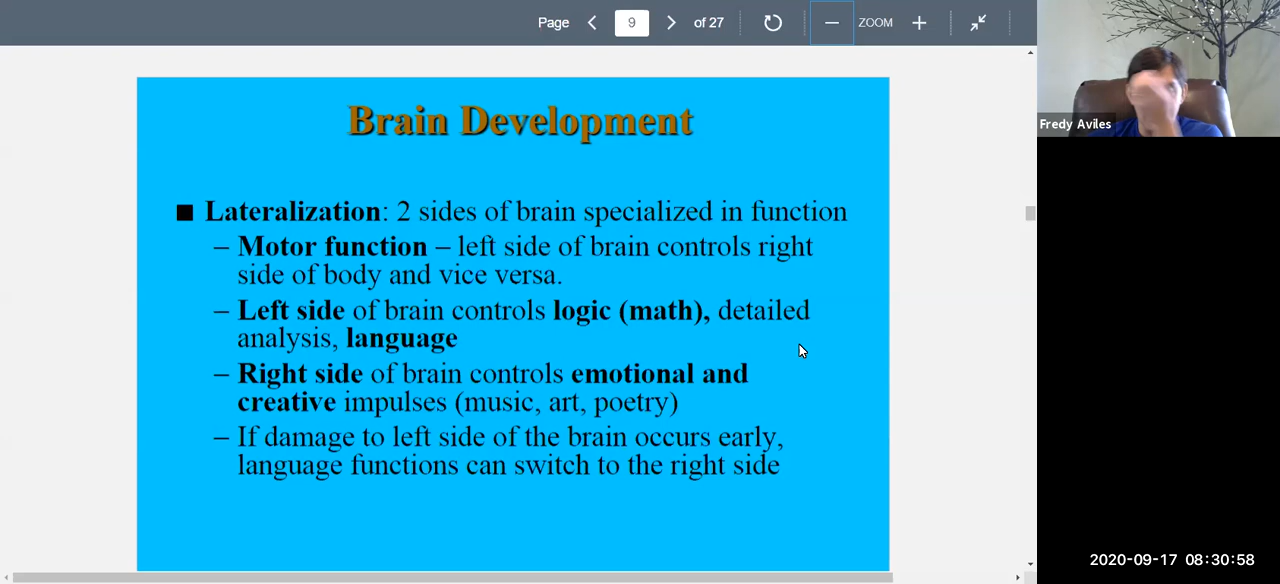 Page 9 of 27 ZOOM
Fredy Aviles
Brain Development
■ Lateralization: 2 sides of brain specialized in function
– Motor function – left side of brain controls right
side of body and vice versa.
– Left side of brain controls logic (math), detailed
analysis, language
– Right side of brain controls emotional and
creative impulses (music, art, poetry)
– If damage to left side of the brain occurs early,
language functions can switch to the right side
2020-09-17 08:30:58